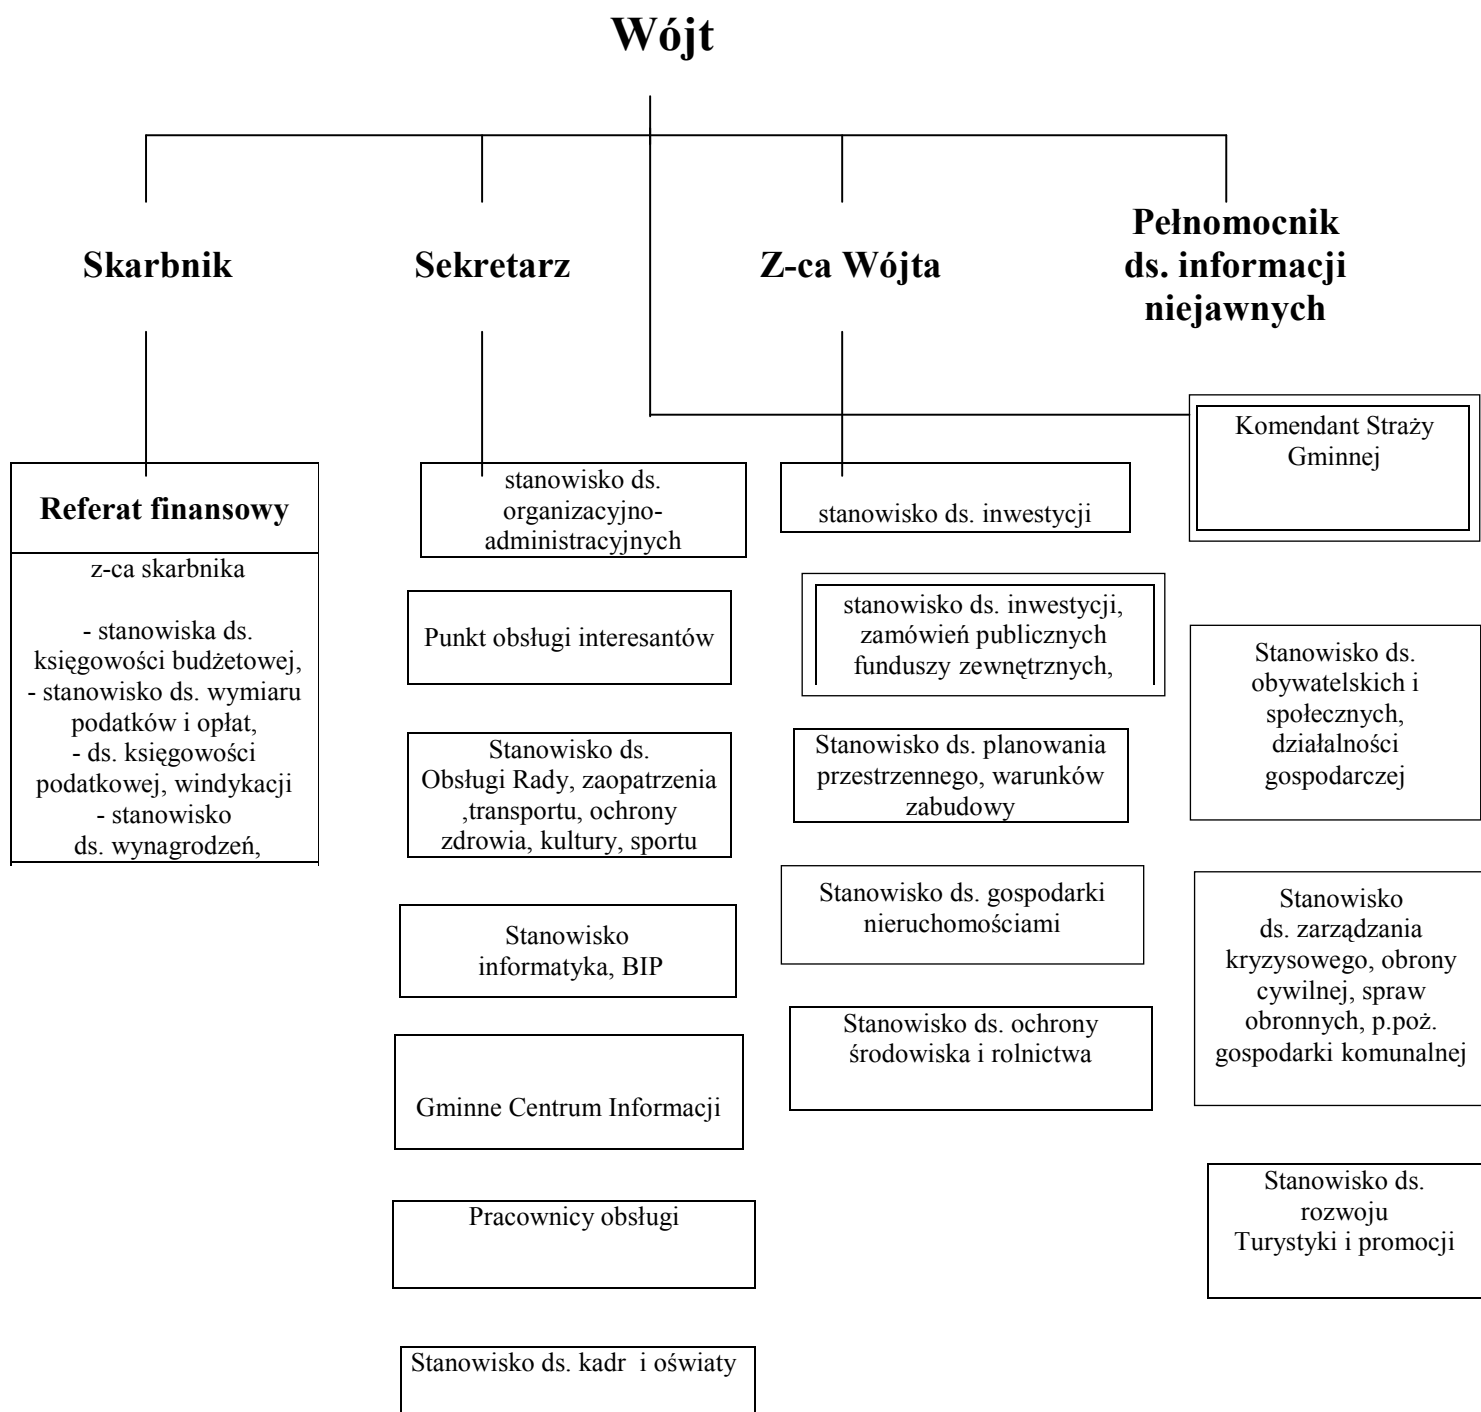 Wójt
Skarbnik
Sekretarz
Z-ca Wójta
Pełnomocnik
ds. informacji
niejawnych
Referat finansowy
z-ca skarbnika
- stanowiska ds.
księgowości budżetowej,
- stanowisko ds. wymiaru
podatków i opłat,
- ds. księgowości
podatkowej, windykacji
- stanowisko
ds. wynagrodzeń,
stanowisko ds.
organizacyjno-
administracyjnych
Punkt obsługi interesantów
Stanowisko ds.
Obsługi Rady, zaopatrzenia
,transportu, ochrony
zdrowia, kultury, sportu
Stanowisko
informatyka, BIP
Gminne Centrum Informacji
Pracownicy obsługi
Stanowisko ds. kadr i oświaty
stanowisko ds. inwestycji
stanowisko ds. inwestycji,
zamówień publicznych
funduszy zewnętrznych,
Stanowisko ds. planowania
przestrzennego, warunków
zabudowy
Stanowisko ds. gospodarki
nieruchomościami
Stanowisko ds. ochrony
środowiska i rolnictwa
Komendant Straży
Gminnej
Stanowisko ds.
obywatelskich i
społecznych,
działalności
gospodarczej
Stanowisko
ds. zarządzania
kryzysowego, obrony
cywilnej, spraw
obronnych, p.poż.
gospodarki komunalnej
Stanowisko ds.
rozwoju
Turystyki i promocji